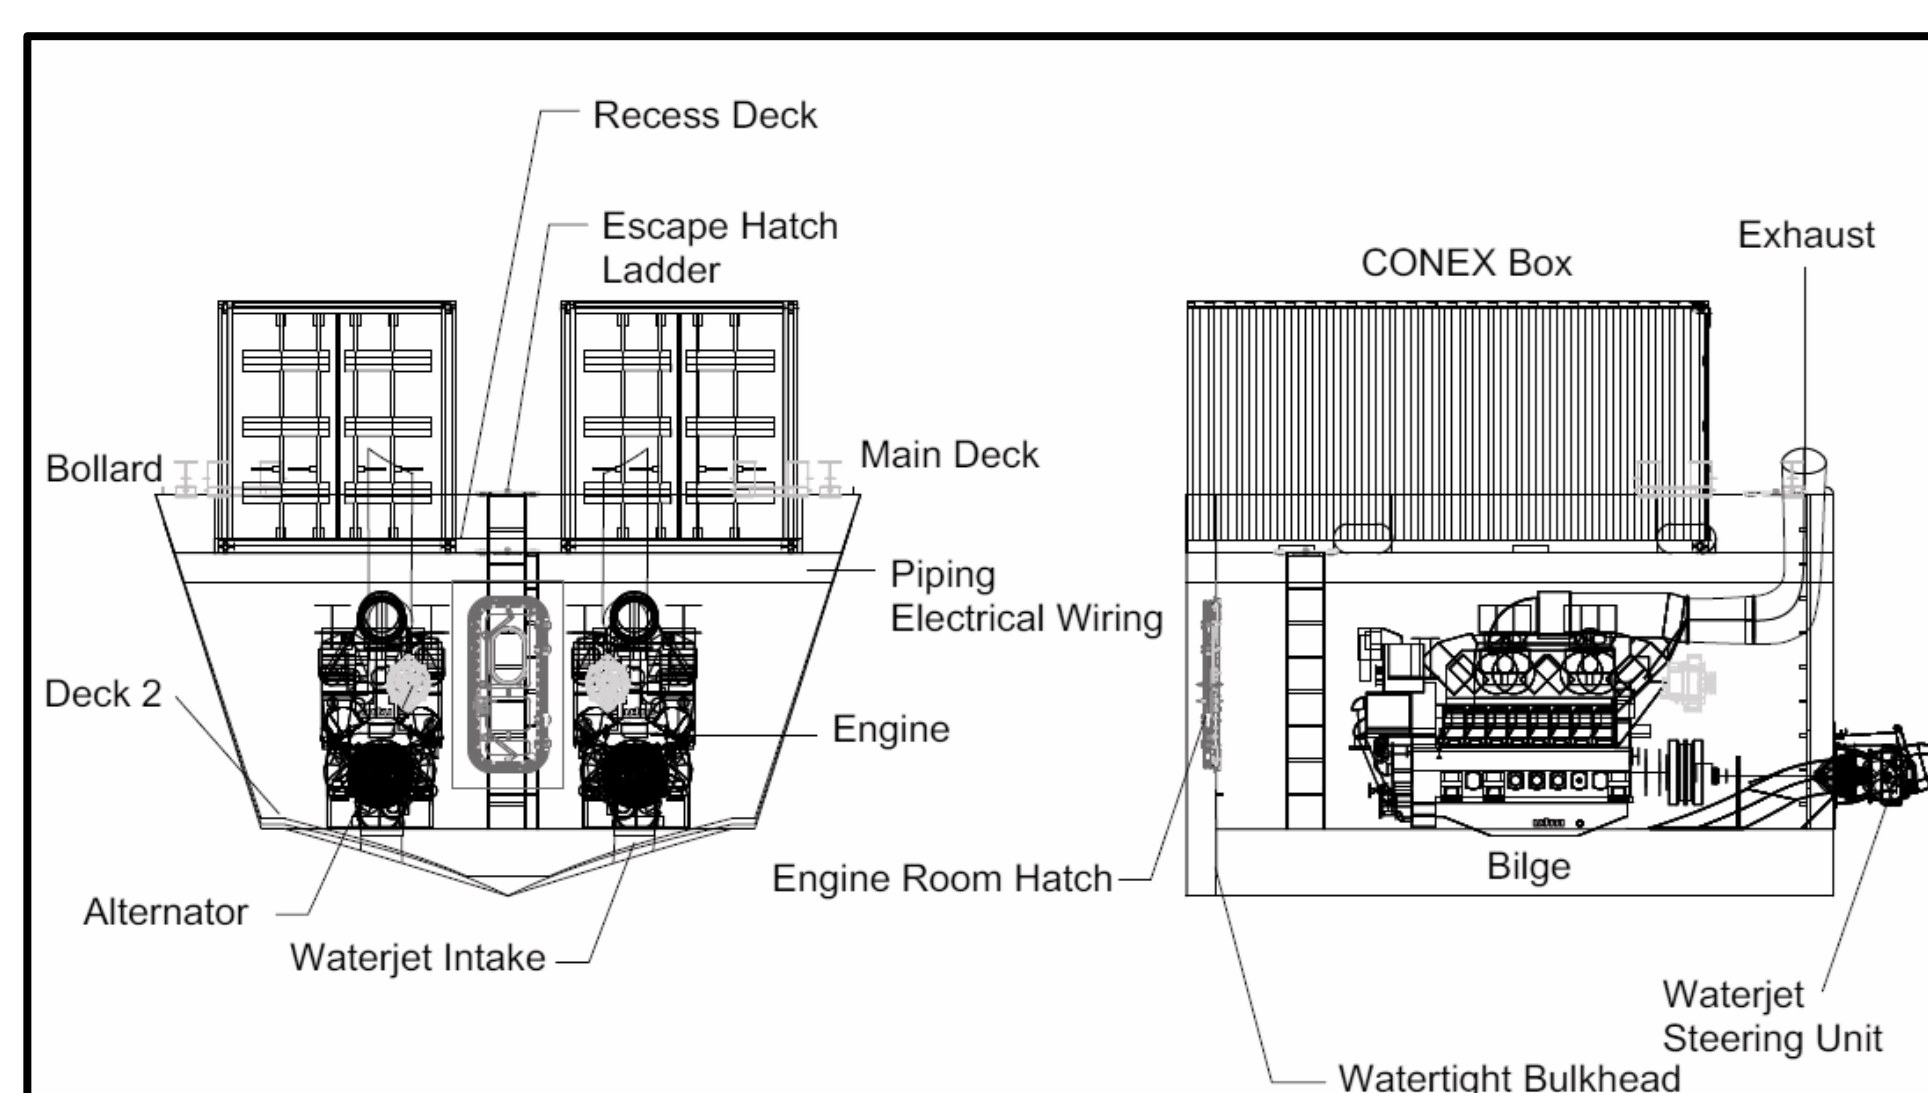 Recess Deck
Escape Hatch
Ladder
Exhaust
CONEX Box
Bollard
Main Deck
Piping
Electrical Wiring
Deck 2
Engine
Engine Room Hatch
Bilge
Alternator
Waterjet Intake
Waterjet
Steering Unit
Watertight Bulkhead